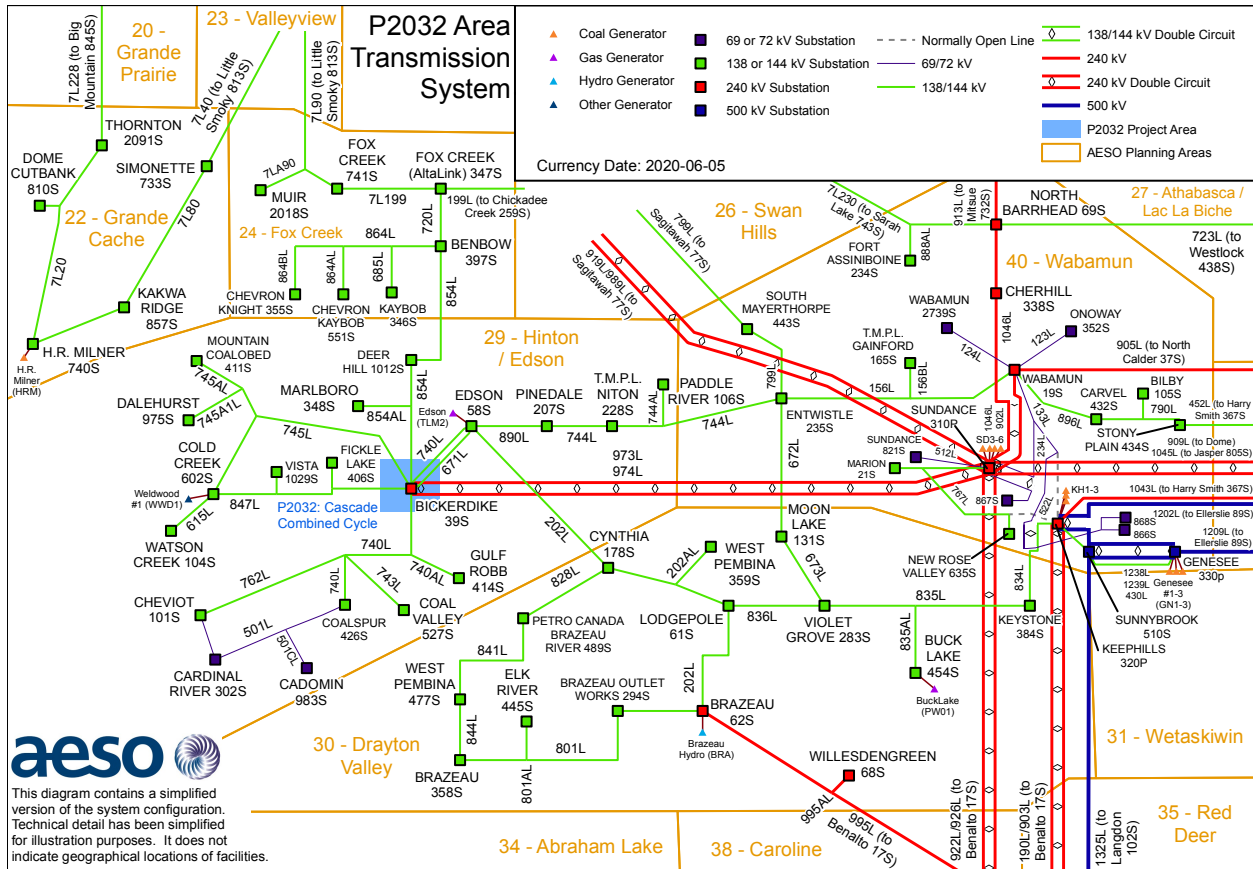 P2032 Area
Transmission
System
Coal Generator
Gas Generator
Hydro Generator
Other Generator
69 or 72 kV Substation
138 or 144 kV Substation
240 kV Substation
500 kV Substation
Normally Open Line
69/72 kV
138/144 kV
138/144 kV Double Circuit
240 kV
240 kV Double Circuit
500 kV
P2032 Project Area
AESO Planning Areas
Currency Date: 2020-06-05
20 -
Grande
Prairie
23 - Valleyview
7L228 (to Big
Mountain 845S)
7L40 (to Little
Smoky 813S)
7L90 (to Little
Smoky 813S)
THORNTON
2091S
DOME
CUTBANK
810S
SIMONETTE
733S
22 - Grande
Cache
7L20
7L80
KAKWA
RIDGE
857S
H.R. MILNER
740S
H.R.
Milner
(HRM)
7LA90
MUIR
2018S
FOX
CREEK
741S
7L199
FOX CREEK
(AltaLink) 347S
199L (to Chickadee
Creek 259S)
24 - Fox Creek
720L
864L
BENBOW
397S
864BL
864AL
685L
CHEVRON
KNIGHT 355S
CHEVRON
KAYBOB
551S
KAYBOB
346S
854L
29 - Hinton
/ Edson
DEER
HILL 1012S
854L
MARLBORO
348S
854AL
MOUNTAIN
COALOBED
411S
745AL
DALEHURST
975S
745A1L
745L
COLD
CREEK
602S
Weldwood
#1 (WWD1)
VISTA
1029S
FICKLE
LAKE
406S
847L
615L
WATSON
CREEK 104S
P2032: Cascade
Combined Cycle
BICKERDIKE
39S
740L
671L
Edson
(TLM2)
EDSON
58S
890L
PINEDALE
207S
744L
T.M.P.L.
NITON
228S
744AL
PADDLE
RIVER 106S
744L
973L
974L
202L
740L
740AL
GULF
ROBB
414S
762L
740L
743L
CHEVIOT
101S
COALSPUR
426S
COAL
VALLEY
527S
501L
501CL
CARDINAL
RIVER 302S
CADOMIN
983S
CYNTHIA
178S
828L
PETRO CANADA
BRAZEAU
RIVER 489S
841L
WEST
PEMBINA
477S
844L
BRAZEAU
358S
ELK
RIVER
445S
801AL
801L
BRAZEAU OUTLET
WORKS 294S
30 - Drayton
Valley
202AL
WEST
PEMBINA
359S
LODGEPOLE
61S
836L
202L
BRAZEAU
62S
Brazeau
Hydro (BRA)
WILLESDENGREEN
68S
995AL
995L (to
Benalto 17S)
34 - Abraham Lake
38 - Caroline
26 - Swan
Hills
799L (to
Sagitawah 77S)
919L/989L (to
Sagitawah 77S)
SOUTH
MAYERTHORPE
443S
799L
ENTWISTLE
235S
672L
MOON
LAKE
131S
673L
VIOLET
GROVE 283S
835L
835AL
BUCK
LAKE
454S
BuckLake
(PW01)
7L230 (to Sarah
Lake 743S)
FORT
ASSINIBOINE
234S
888AL
913L (to
Mitsue
732S)
NORTH
BARRHEAD 69S
27 - Athabasca /
Lac La Biche
723L (to
Westlock
438S)
40 - Wabamun
CHERHILL
338S
1046L
WABAMUN
2739S
124L
123L
ONOWAY
352S
905L (to North
Calder 37S)
T.M.P.L.
GAINFORD
165S
156BL
156L
WABAMUN
19S
SUNDANCE
310P
1046L
902L
SD3-6
133L
234L
CARVEL
432S
896L
BILBY
105S
790L
452L (to Harry
Smith 367S)
STONY
PLAIN 434S
909L (to Dome)
1045L (to Jasper 805S)
SUNDANCE
821S
512L
MARION
21S
767L
867S
522L
KH1-3
1043L (to Harry Smith 367S)
1202L (to Ellerslie 89S)
868S
866S
1209L (to
Ellerslie 89S)
NEW ROSE
VALLEY 635S
834L
KEYSTONE
384S
GENESEE
330p
1238L
1239L
430L
Genesee
#1-3
(GN1-3)
SUNNYBROOK
510S
KEEPHILLS
320P
31 - Wetaskiwin
35 - Red
Deer
922L/926L (to
Benalto 17S)
190L/903L (to
Benalto 17S)
1325L (to
Langdon
102S)
aeso
This diagram contains a simplified
version of the system configuration.
Technical detail has been simplified
for illustration purposes. It does not
indicate geographical locations of facilities.